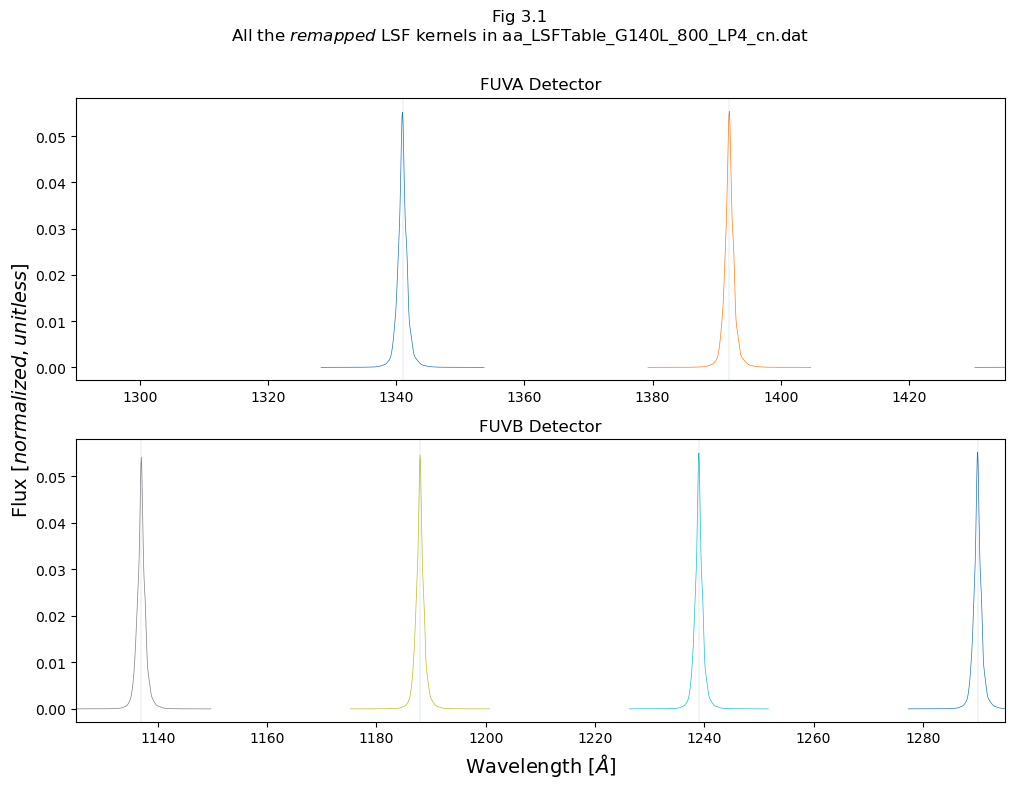 Fig 3.1
All the remapped LSF kernels in aa_LSFTable_G140L_800_LP4_cn.dat
FUVA Detector
0.05
0.04
0.03
0.02
0.01
0.00
1300 1320 1340 1360 1380 1400 1420
Flux [normalized, unitless]
FUVB Detector
0.05
0.04
0.03
0.02
0.01
0.00
1140 1160 1180 1200 1220 1240 1260 1280
Wavelength [Å]